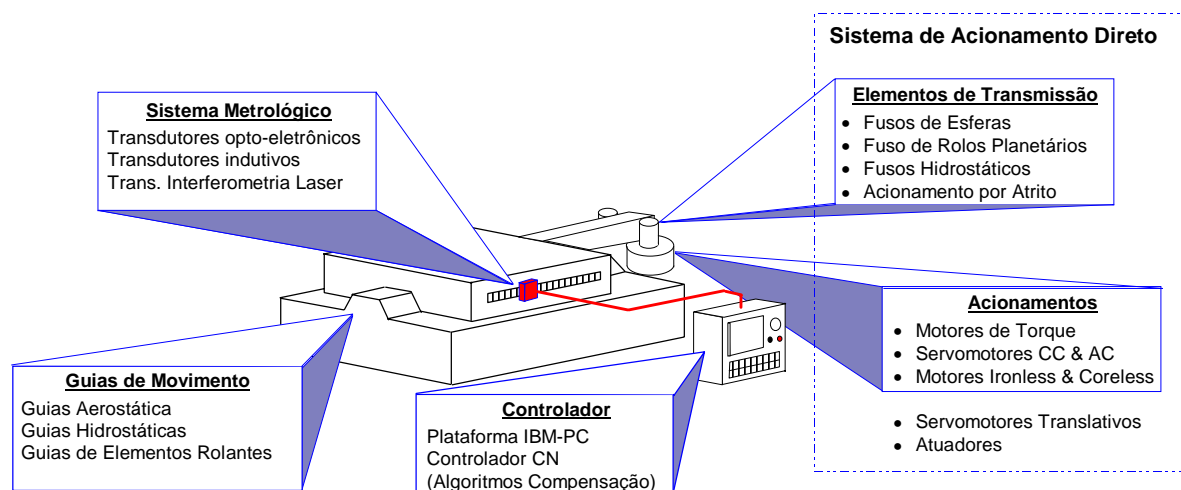 Sistema de Acionamento Direto
Sistema Metrológico
Transdutores opto-eletrônicos
Transdutores indutivos
Trans. Interferometria Laser
Elementos de Transmissão
• Fusos de Esferas
• Fuso de Rolos Planetários
• Fusos Hidrostáticos
• Acionamento por Atrito
Acionamentos
• Motores de Torque
• Servomotores CC & AC
• Motores Ironless & Coreless
• Servomotores Translativos
• Atuadores
Guias de Movimento
Guias Aerostática
Guias Hidrostáticas
Guias de Elementos Rolantes
Controlador
Plataforma IBM-PC
Controlador CN
(Algoritmos Compensação)